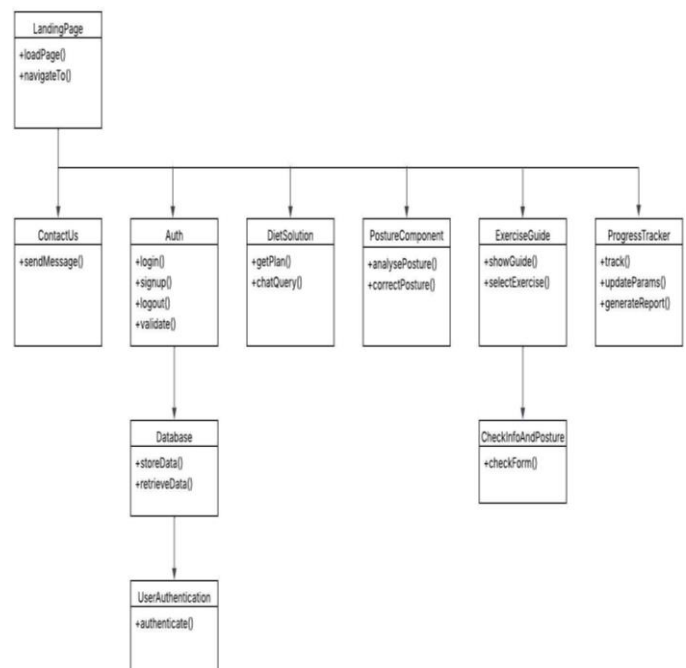 LandingPage
+loadPage()
+navigateTo()
ContactUs
+sendMessage()
Auth
+login()
+signup()
+logout()
+validate()
DietSolution
+getPlan()
+chatQuery()
PostureComponent
+analysePosture()
+correctPosture()
ExerciseGuide
+showGuide()
+selectExercise()
ProgressTracker
+track()
+updateParams()
+generateReport()
Database
+storeData()
+retrieveData()
CheckInfoAndPosture
+checkForm()
UserAuthentication
+authenticate()